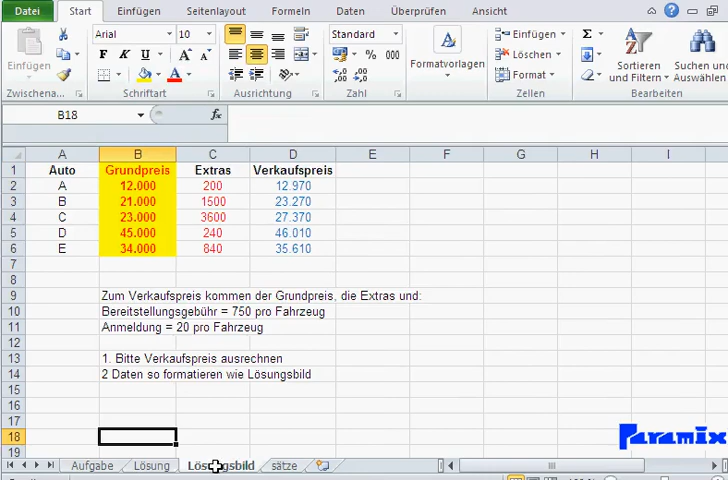 Datei Start Einfügen Seitenlayout Formeln Daten Überprüfen Ansicht
Arial 10 Standard Einfügen Σ
Einfügen F K U % 000 Formatvorlagen Löschen Sortieren und Filtern Suchen und Auswählen
A Format
Zwischena... Schriftart Ausrichtung Zahl Zellen Bearbeiten
B18 fx
A B C D E F G H I
1 Auto Grundpreis Extras Verkaufspreis
2 A 12.000 200 12.970
3 B 21.000 1500 23.270
4 C 23.000 3600 27.370
5 D 45.000 240 46.010
6 E 34.000 840 35.610
7
8
9 Zum Verkaufspreis kommen der Grundpreis, die Extras und:
10 Bereitstellungsgebühr = 750 pro Fahrzeug
11 Anmeldung = 20 pro Fahrzeug
12
13 1. Bitte Verkaufspreis ausrechnen
14 2 Daten so formatieren wie Lösungsbild
15
16
17
18
Paramix
19
Aufgabe Lösung Lösungsbild sätze